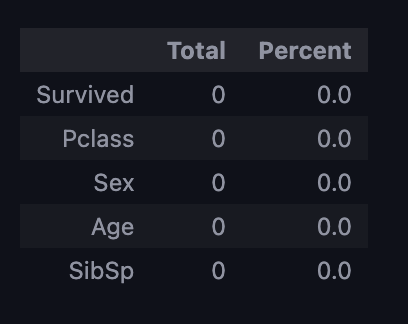 Total Percent
Survived 0 0.0
Pclass 0 0.0
Sex 0 0.0
Age 0 0.0
SibSp 0 0.0